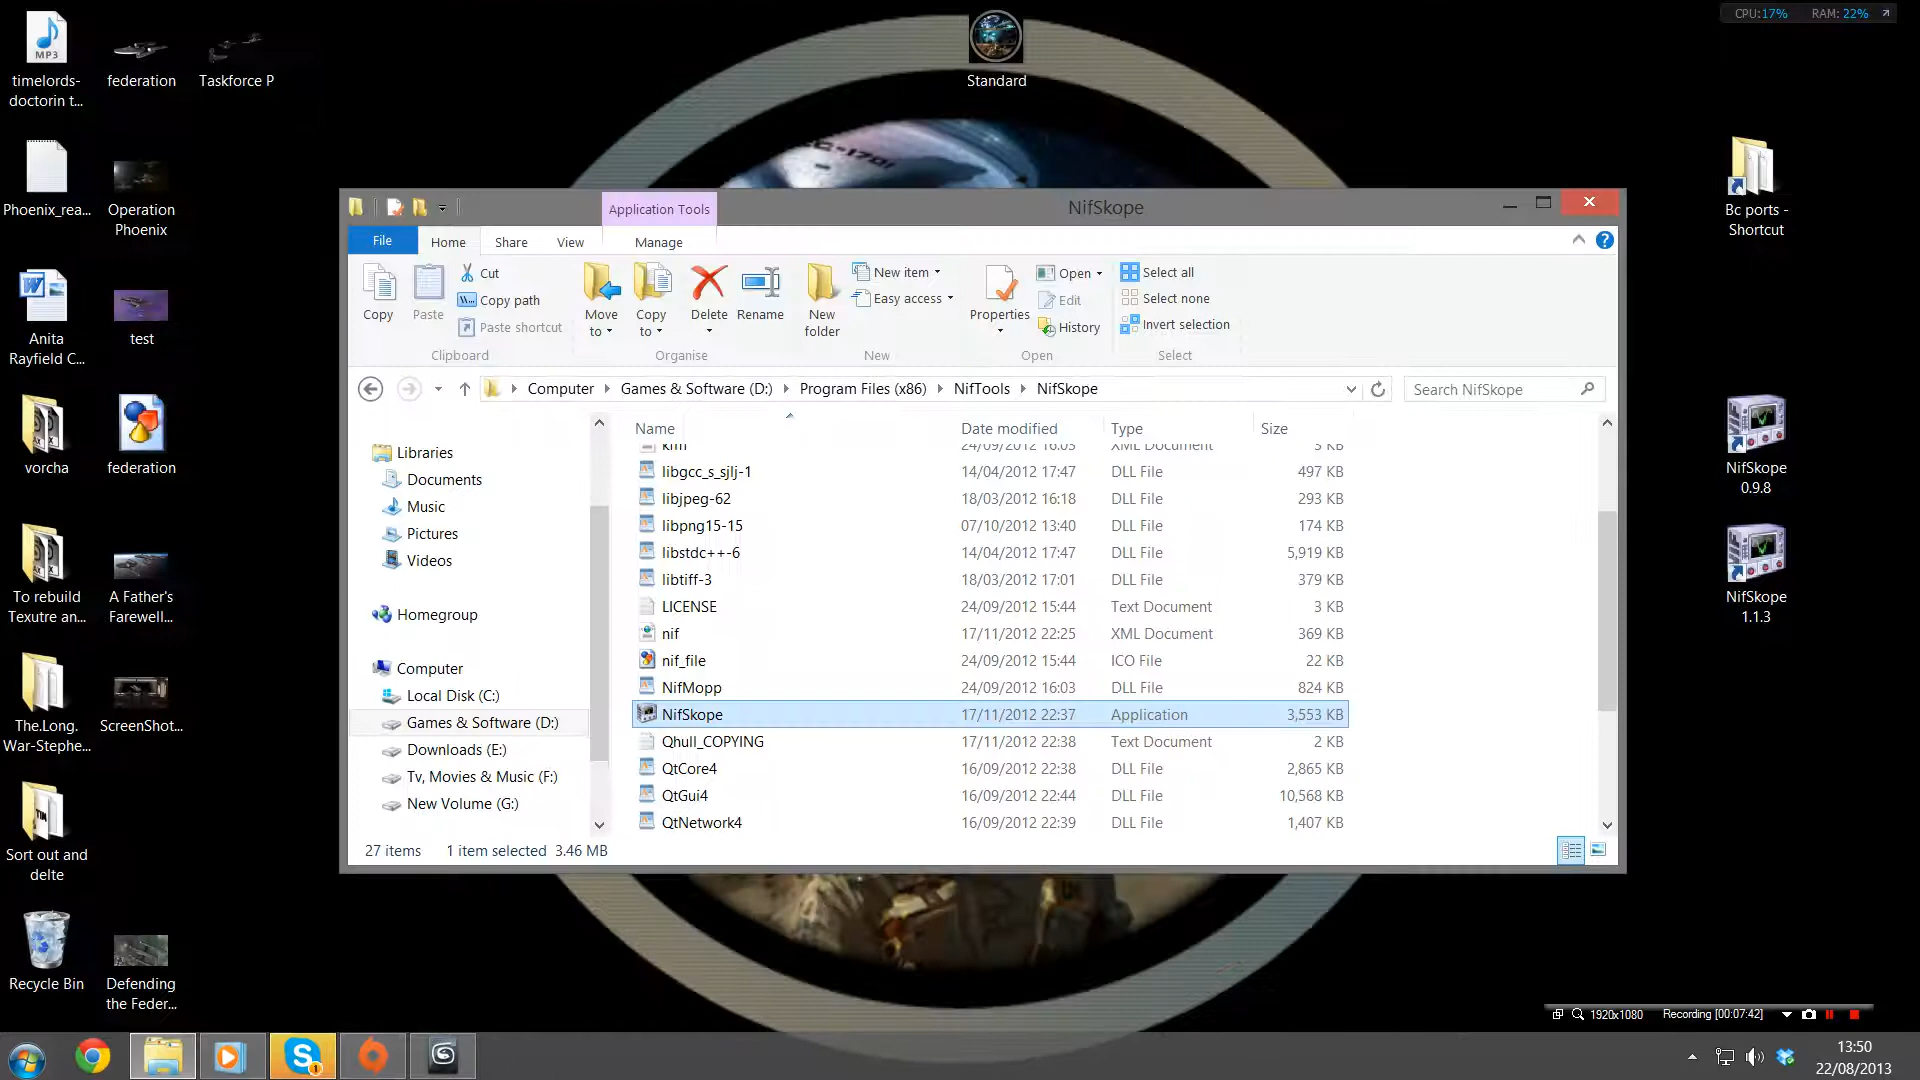 CPU:17% RAM: 22%
MP3
timelords-
doctorin t...
federation
Taskforce P
Standard
Phoenix_rea...
Operation
Phoenix
Bc ports -
Shortcut
Anita
Rayfield C...
test
vorcha
federation
NifSkope
0.9.8
To rebuild
Texutre an...
A Father's
Farewell...
NifSkope
1.1.3
The.Long.
War-Stephe...
ScreenShot...
Sort out and
delte
Recycle Bin
Defending
the Feder...
Application Tools
NifSkope
File
Home
Share
View
Manage
Copy
Paste
Cut
Copy path
Paste shortcut
Clipboard
Move
to
Copy
to
Delete
Rename
Organise
New
folder
New item
Easy access
New
Properties
Open
Edit
History
Open
Select all
Select none
Invert selection
Select
Computer
Games & Software (D:)
Program Files (x86)
NifTools
NifSkope
Search NifSkope
Libraries
Documents
Music
Pictures
Videos
Homegroup
Computer
Local Disk (C:)
Games & Software (D:)
Downloads (E:)
Tv, Movies & Music (F:)
New Volume (G:)
Name Date modified Type Size
kfm 24/09/2012 16:03 XML Document 3 KB
libgcc_s_sjlj-1 14/04/2012 17:47 DLL File 497 KB
libjpeg-62 18/03/2012 16:18 DLL File 293 KB
libpng15-15 07/10/2012 13:40 DLL File 174 KB
libstdc++-6 14/04/2012 17:47 DLL File 5,919 KB
libtiff-3 18/03/2012 17:01 DLL File 379 KB
LICENSE 24/09/2012 15:44 Text Document 3 KB
nif 17/11/2012 22:25 XML Document 369 KB
nif_file 24/09/2012 15:44 ICO File 22 KB
NifMopp 24/09/2012 16:03 DLL File 824 KB
NifSkope 17/11/2012 22:37 Application 3,553 KB
Qhull_COPYING 17/11/2012 22:38 Text Document 2 KB
QtCore4 16/09/2012 22:38 DLL File 2,865 KB
QtGui4 16/09/2012 22:44 DLL File 10,568 KB
QtNetwork4 16/09/2012 22:39 DLL File 1,407 KB
27 items 1 item selected 3.46 MB
1920x1080 Recording [00:07:42]
13:50
22/08/2013